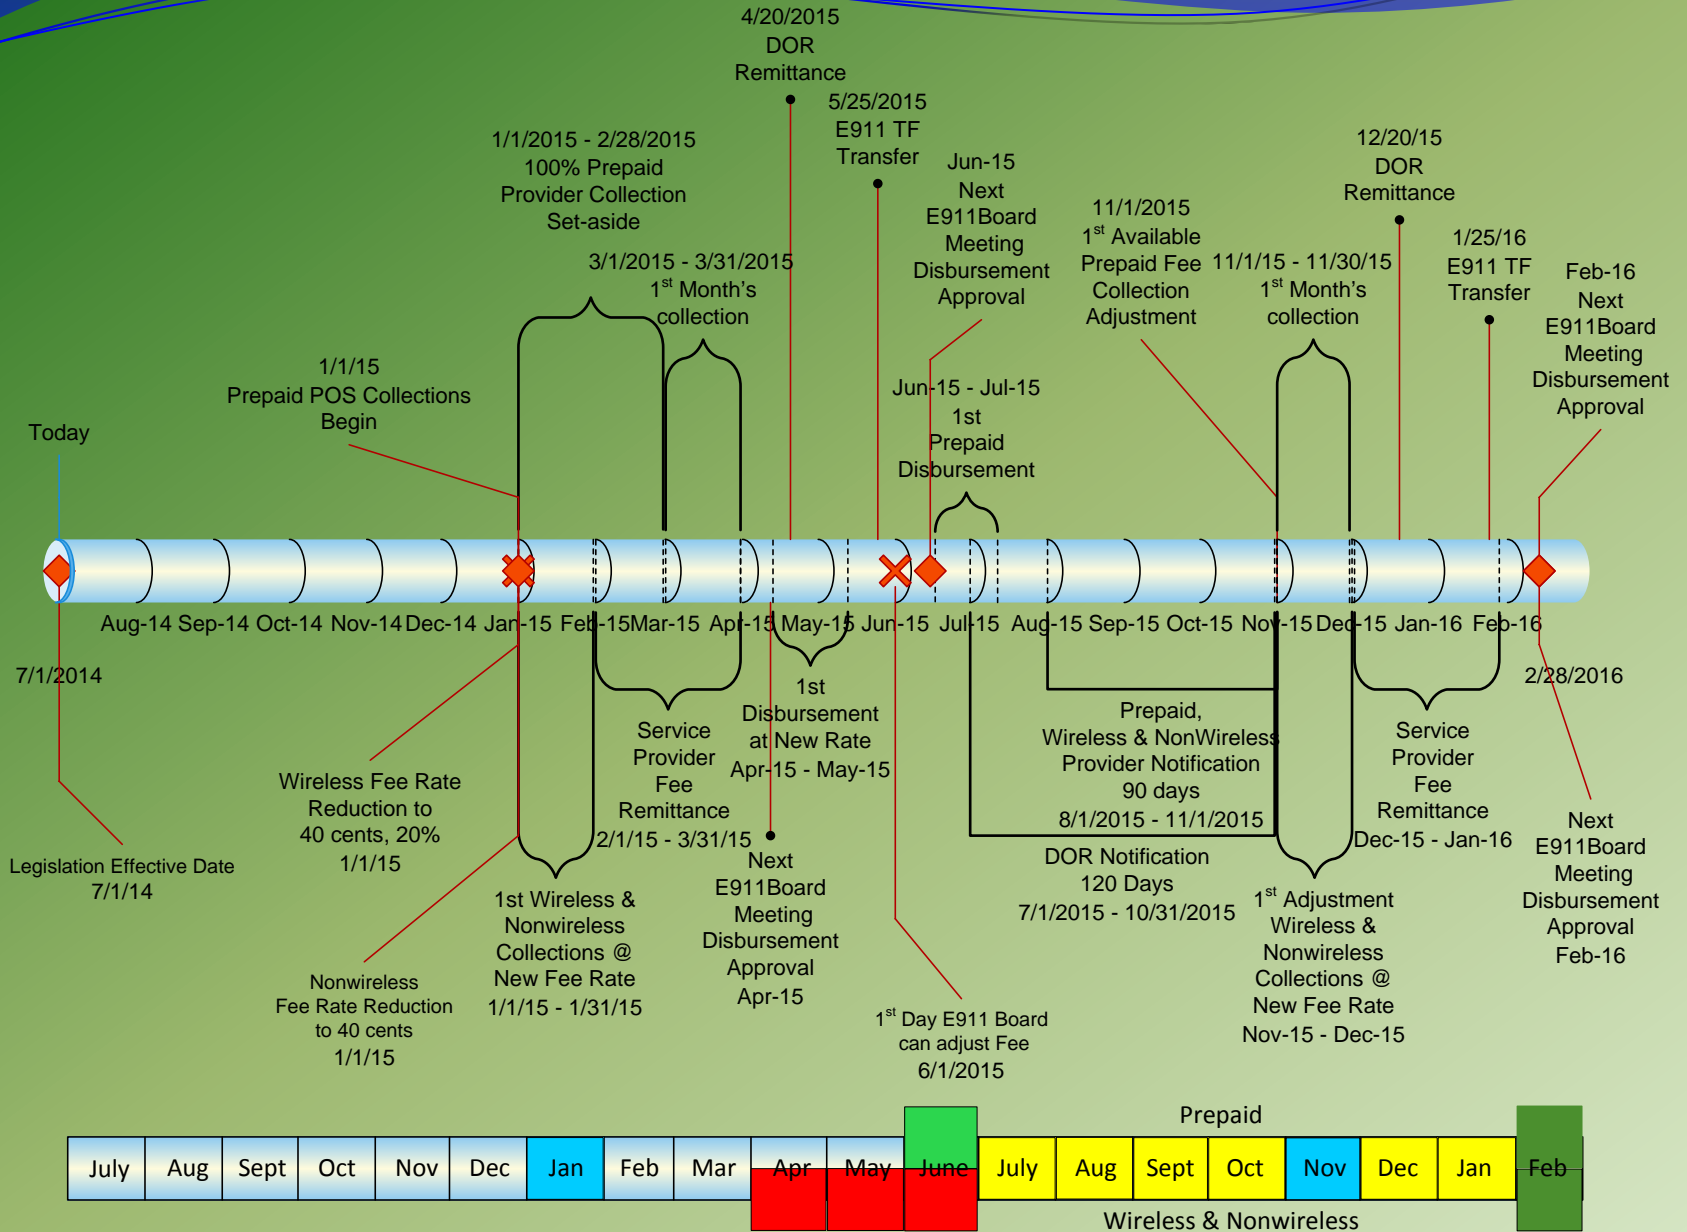 4/20/2015
DOR
Remittance
5/25/2015
E911 TF
Transfer
1/1/2015 - 2/28/2015
100% Prepaid
Provider Collection
Set-aside
3/1/2015 - 3/31/2015
1st Month's
collection
Jun-15
Next
E911Board
Meeting
Disbursement
Approval
11/1/2015
1st Available
Prepaid Fee
Collection
Adjustment
11/1/15 - 11/30/15
1st Month's
collection
12/20/15
DOR
Remittance
1/25/16
E911 TF
Transfer
Feb-16
Next
E911Board
Meeting
Disbursement
Approval
1/1/15
Prepaid POS Collections
Begin
Jun-15 - Jul-15
1st
Prepaid
Disbursement
Today
Aug-14 Sep-14 Oct-14 Nov-14 Dec-14 Jan-15 Feb-15 Mar-15 Apr-15 May-15 Jun-15 Jul-15 Aug-15 Sep-15 Oct-15 Nov-15 Dec-15 Jan-16 Feb-16
7/1/2014
2/28/2016
Legislation Effective Date
7/1/14
Wireless Fee Rate
Reduction to
40 cents, 20%
1/1/15
Nonwireless
Fee Rate Reduction
to 40 cents
1/1/15
1st Wireless &
Nonwireless
Collections @
New Fee Rate
1/1/15 - 1/31/15
Service
Provider
Fee
Remittance
2/1/15 - 3/31/15
1st
Disbursement
at New Rate
Apr-15 - May-15
Next
E911Board
Meeting
Disbursement
Approval
Apr-15
1st Day E911 Board
can adjust Fee
6/1/2015
Prepaid,
Wireless & NonWireless
Provider Notification
90 days
8/1/2015 - 11/1/2015
DOR Notification
120 Days
7/1/2015 - 10/31/2015
1st Adjustment
Wireless &
Nonwireless
Collections @
New Fee Rate
Nov-15 - Dec-15
Service
Provider
Fee
Remittance
Dec-15 - Jan-16
Next
E911Board
Meeting
Disbursement
Approval
Feb-16
Prepaid
July Aug Sept Oct Nov Dec Jan Feb Mar Apr May June July Aug Sept Oct Nov Dec Jan Feb
Wireless & Nonwireless